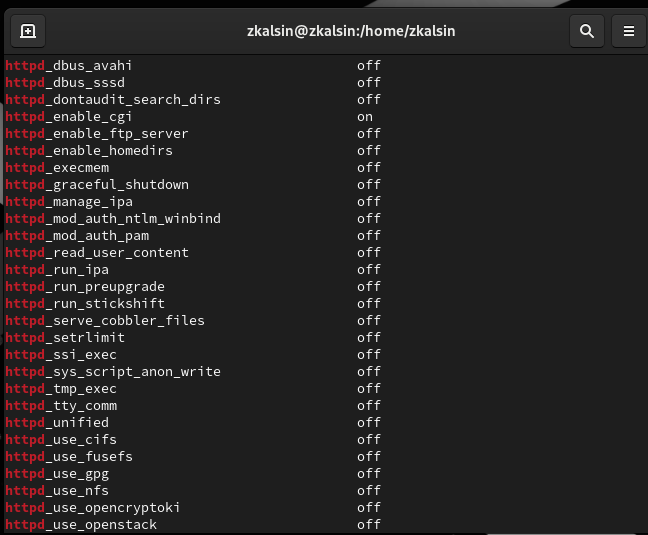 zkalsin@zkalsin:/home/zkalsin
httpd_dbus_avahi off
httpd_dbus_sssd off
httpd_dontaudit_search_dirs off
httpd_enable_cgi on
httpd_enable_ftp_server off
httpd_enable_homedirs off
httpd_execmem off
httpd_graceful_shutdown off
httpd_manage_ipa off
httpd_mod_auth_ntlm_winbind off
httpd_mod_auth_pam off
httpd_read_user_content off
httpd_run_ipa off
httpd_run_preupgrade off
httpd_run_stickshift off
httpd_serve_cobbler_files off
httpd_setrlimit off
httpd_ssi_exec off
httpd_sys_script_anon_write off
httpd_tmp_exec off
httpd_tty_comm off
httpd_unified off
httpd_use_cifs off
httpd_use_fusefs off
httpd_use_gpg off
httpd_use_nfs off
httpd_use_opencryptoki off
httpd_use_openstack off